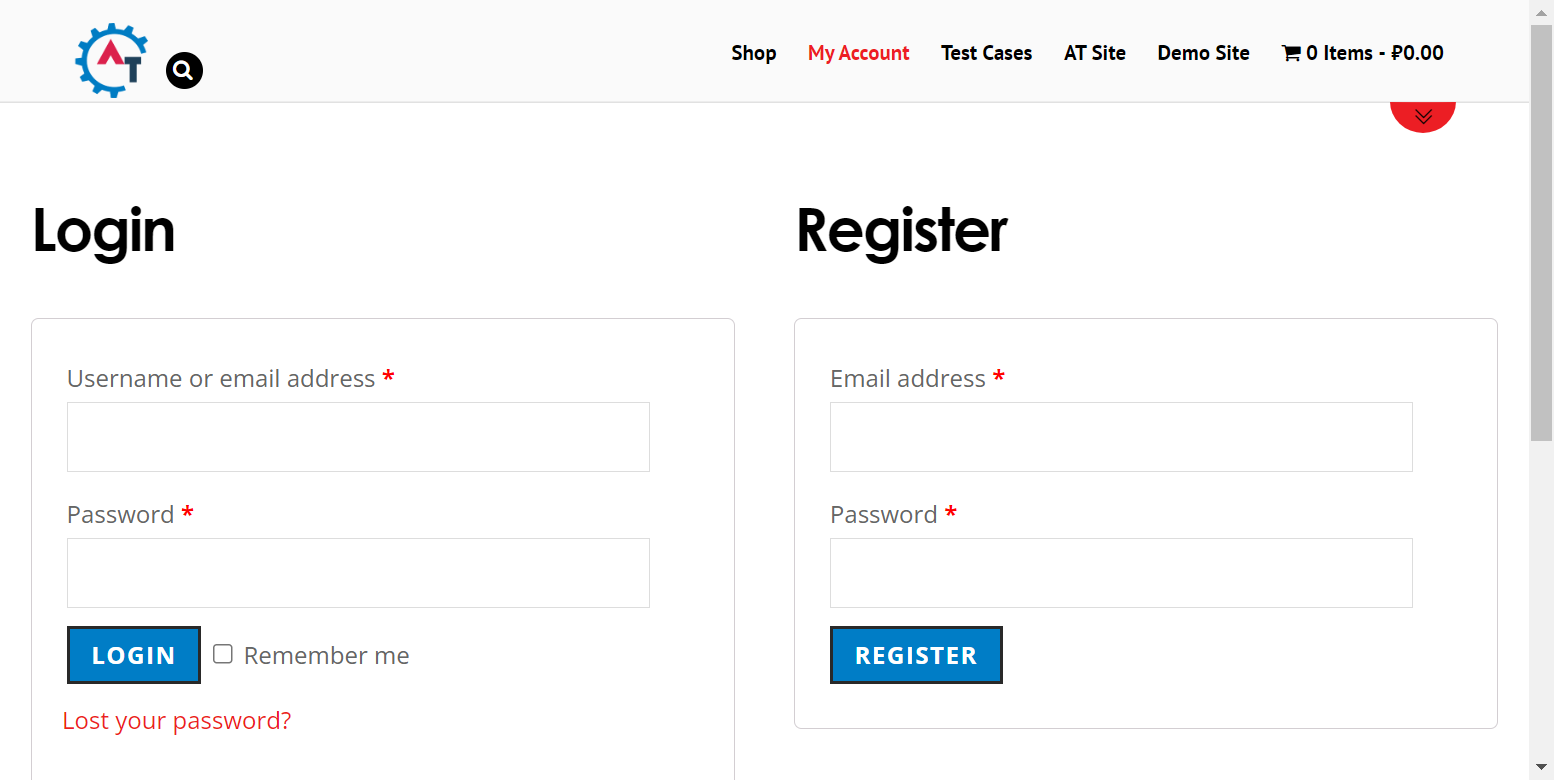 AT
Shop My Account Test Cases AT Site Demo Site 0 Items - ₽0.00
Login
Username or email address *
Password *
LOGIN Remember me
Lost your password?
Register
Email address *
Password *
REGISTER